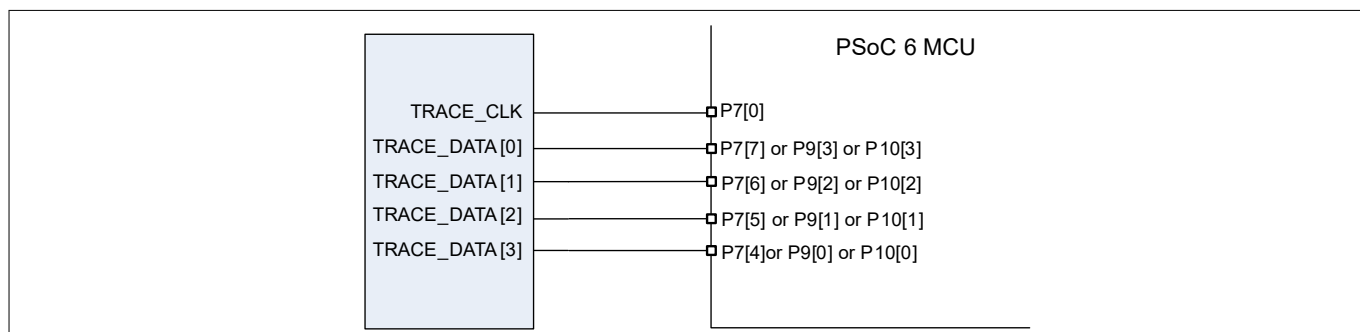 PSoC 6 MCU
TRACE_CLK P7[0]
TRACE_DATA[0] P7[7] or P9[3] or P10[3]
TRACE_DATA[1] P7[6] or P9[2] or P10[2]
TRACE_DATA[2] P7[5] or P9[1] or P10[1]
TRACE_DATA[3] P7[4]or P9[0] or P10[0]